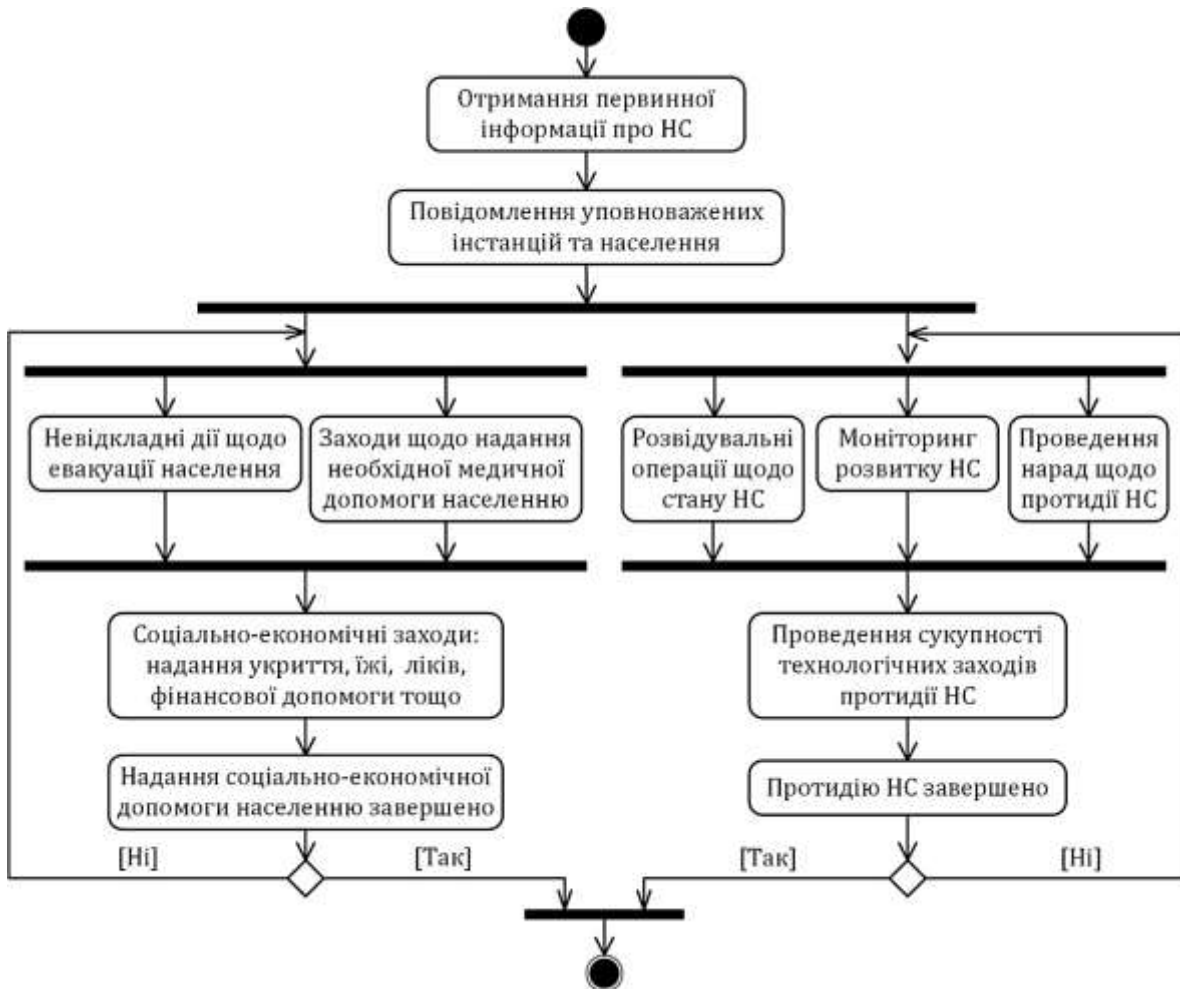 Отримання первинної
інформації про НС
Повідомлення уповноважених
інстанцій та населення
Невідкладні дії щодо
евакуації населення
Заходи щодо надання
необхідної медичної
допомоги населенню
Розвідувальні
операції щодо
стану НС
Моніторинг
розвитку НС
Проведення
нарад щодо
протидії НС
Соціально-економічні заходи:
надання укриття, їжі, ліків,
фінансової допомоги тощо
Проведення сукупності
технологічних заходів
протидії НС
Надання соціально-економічної
допомоги населенню завершено
Протидію НС завершено
[Ні]
[Так]
[Так]
[Ні]